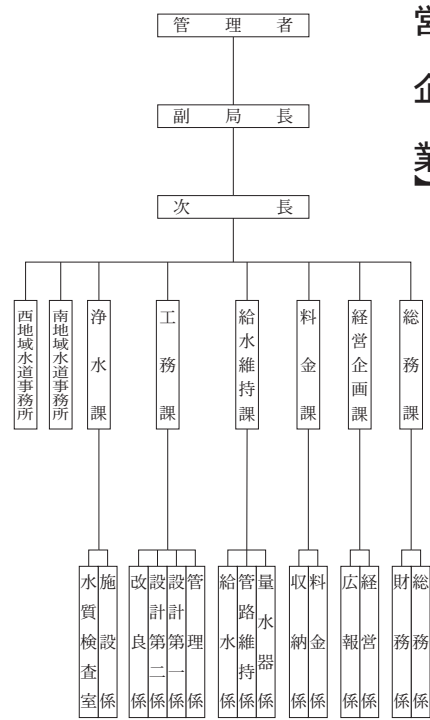 営企業】
管理者
副局長
次長
総務課
経営企画課
料金課
給水維持課
工務課
浄水課
南地域水道事務所
西地域水道事務所
総務係
財務係
経営係
広報係
料金係
収納係
量水器係
管路維持係
給水係
管理係
設計第一係
設計第二係
改良係
施設係
水質検査室